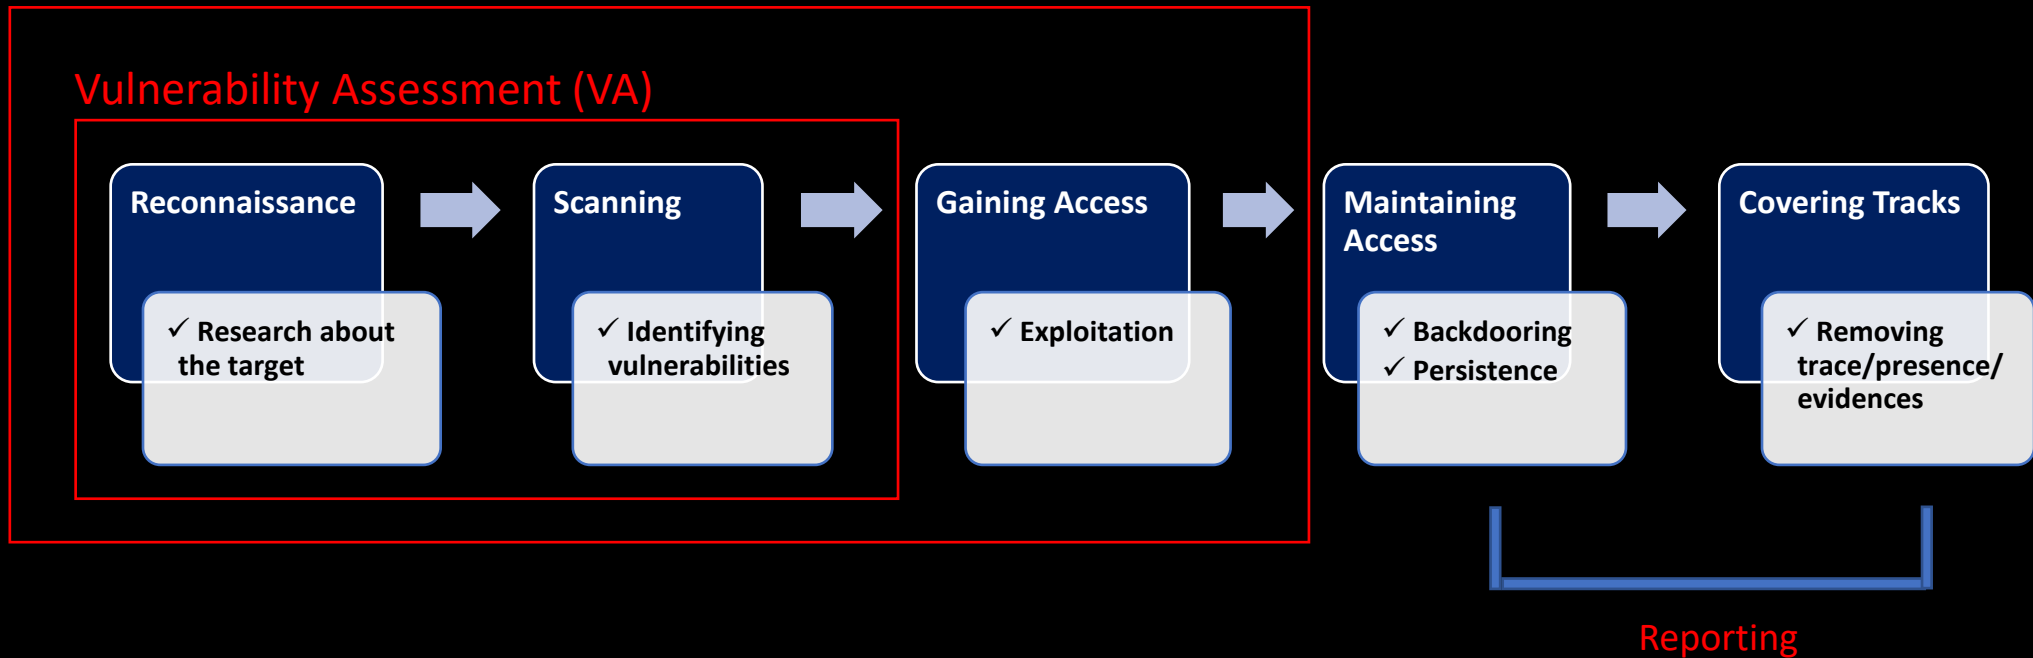 Vulnerability Assessment (VA)
Reconnaissance
✓ Research about
the target
Scanning
✓ Identifying
vulnerabilities
Gaining Access
✓ Exploitation
Maintaining
Access
✓ Backdooring
✓ Persistence
Covering Tracks
✓ Removing
trace/presence/
evidences
Reporting